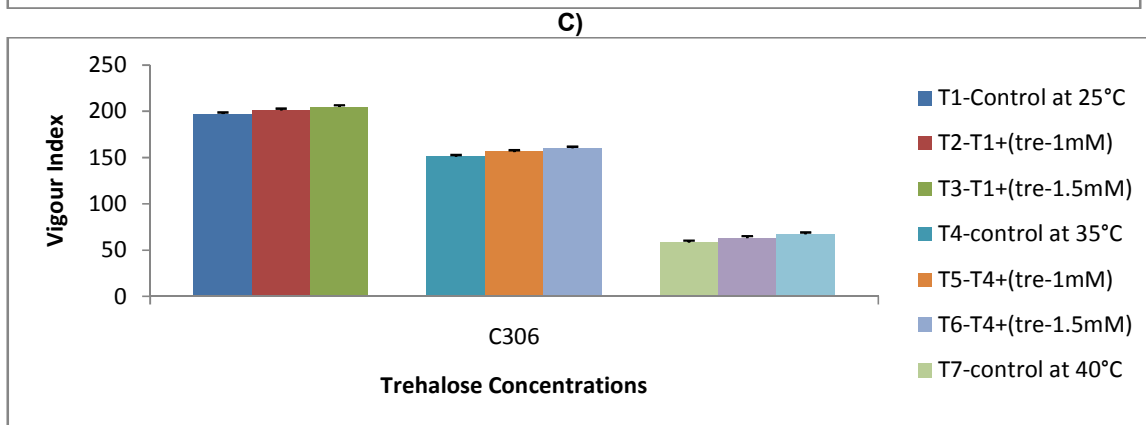 C)
250
200
150
100
50
0
Vigour Index
C306
Trehalose Concentrations
T1-Control at 25°C
T2-T1+(tre-1mM)
T3-T1+(tre-1.5mM)
T4-control at 35°C
T5-T4+(tre-1mM)
T6-T4+(tre-1.5mM)
T7-control at 40°C